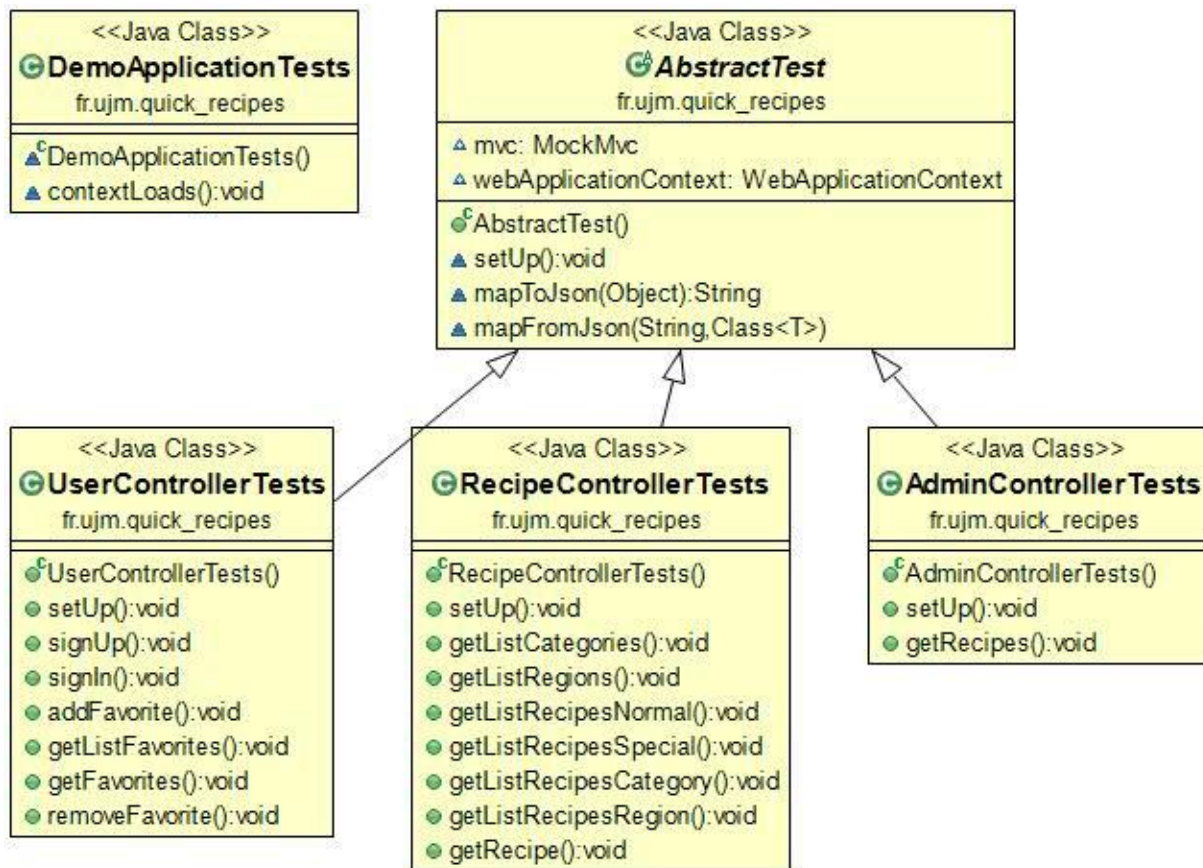 <<Java Class>>
DemoApplicationTests
fr.ujm.quick_recipes
DemoApplicationTests()
contextLoads():void
<<Java Class>>
AbstractTest
fr.ujm.quick_recipes
mvc: MockMvc
webApplicationContext: WebApplicationContext
AbstractTest()
setUp():void
mapToJson(Object):String
mapFromJson(String,Class<T>)
<<Java Class>>
UserControllerTests
fr.ujm.quick_recipes
UserControllerTests()
setUp():void
signUp():void
signIn():void
addFavorite():void
getListFavorites():void
getFavorites():void
removeFavorite():void
<<Java Class>>
RecipeControllerTests
fr.ujm.quick_recipes
RecipeControllerTests()
setUp():void
getListCategories():void
getListRegions():void
getListRecipesNormal():void
getListRecipesSpecial():void
getListRecipesCategory():void
getListRecipesRegion():void
getRecipe():void
<<Java Class>>
AdminControllerTests
fr.ujm.quick_recipes
AdminControllerTests()
setUp():void
getRecipes():void